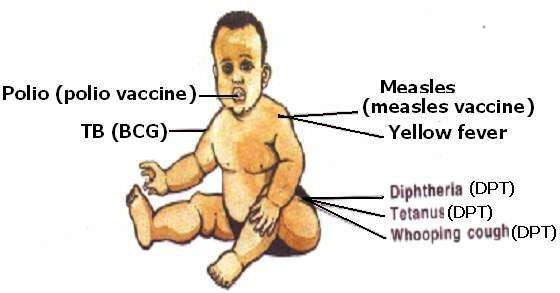 Polio (polio vaccine)
TB (BCG)
Measles
(measles vaccine)
Yellow fever
Diphtheria (DPT)
Tetanus (DPT)
Whooping cough (DPT)